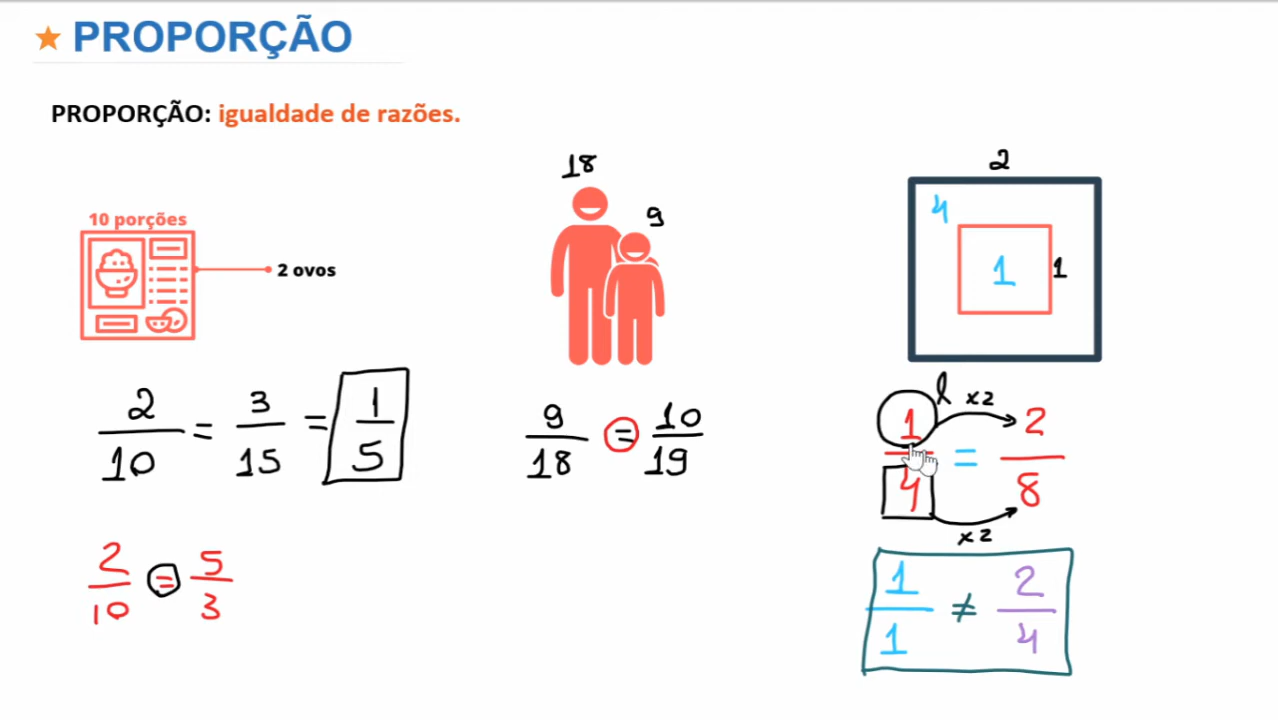 PROPORÇÃO
PROPORÇÃO: igualdade de razões.
10 porções
2 ovos
2/10 = 3/15 = 1/5
2/10 = 5/3
18
9
9/18 = 10/19
2
4
1
1
l
x2
1/4 = 2/8
x2
1/1 ≠ 2/4